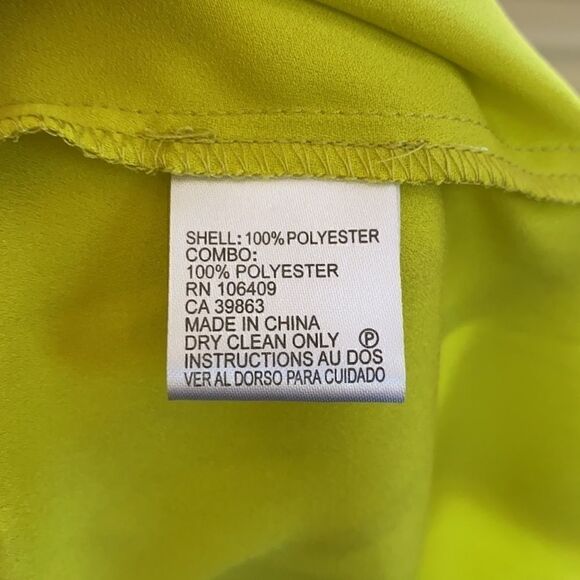 SHELL: 100% POLYESTER
COMBO:
100% POLYESTER
RN 106409
CA 39863
MADE IN CHINA
DRY CLEAN ONLY Ⓟ
INSTRUCTIONS AU DOS
VER AL DORSO PARA CUIDADO